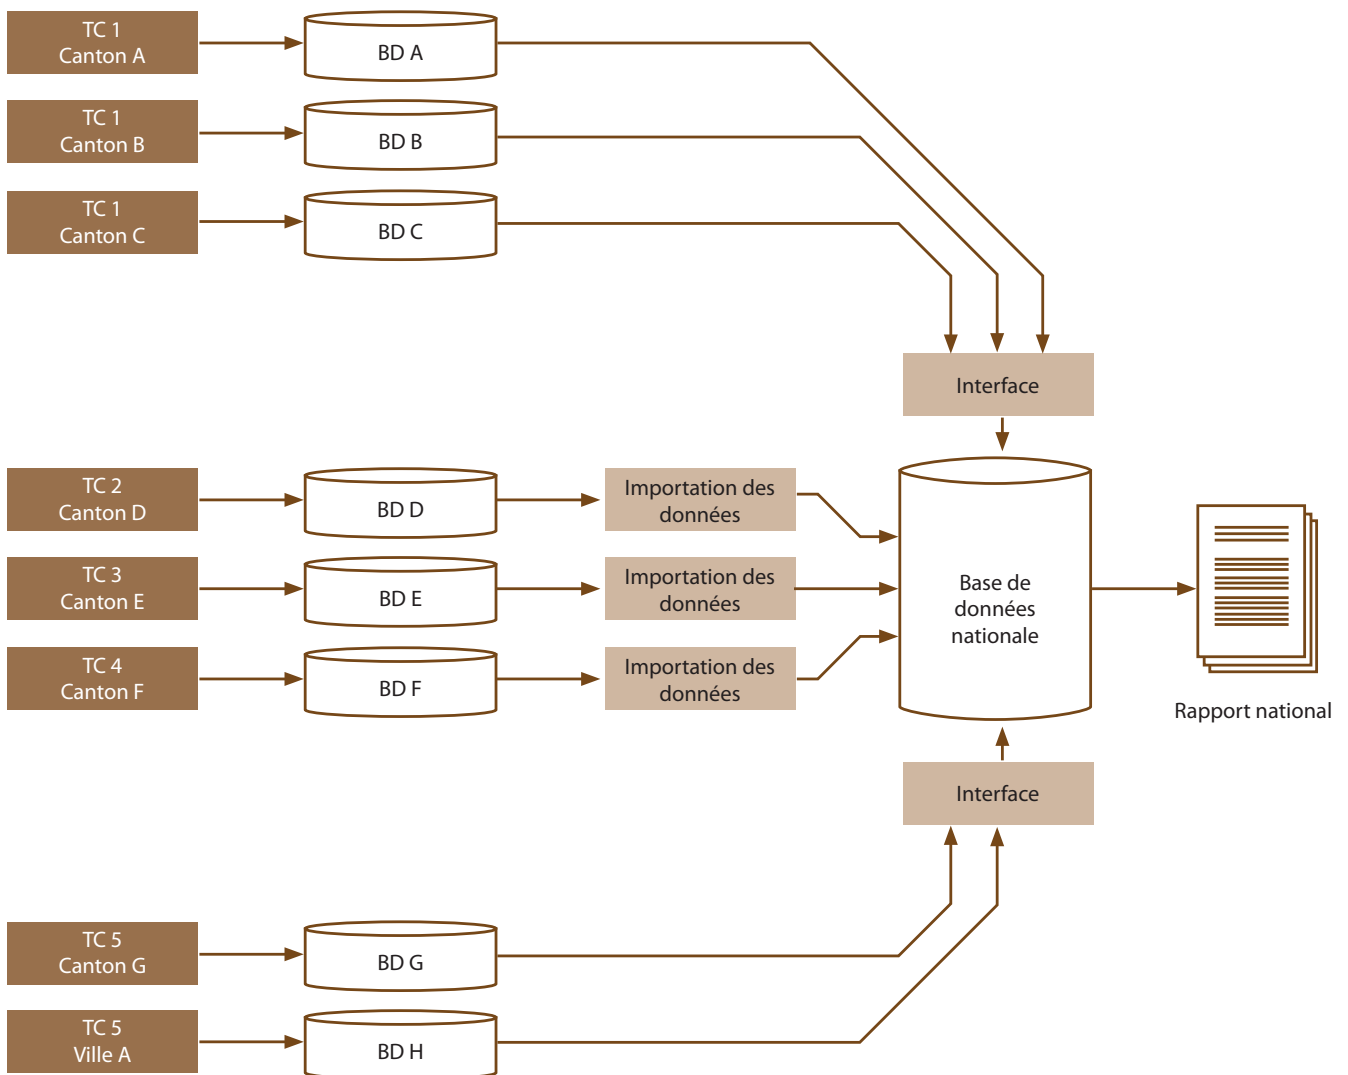 TC 1
Canton A
BD A
TC 1
Canton B
BD B
TC 1
Canton C
BD C
Interface
TC 2
Canton D
BD D
Importation des
données
TC 3
Canton E
BD E
Importation des
données
TC 4
Canton F
BD F
Importation des
données
Base de
données
nationale
Rapport national
Interface
TC 5
Canton G
BD G
TC 5
Ville A
BD H